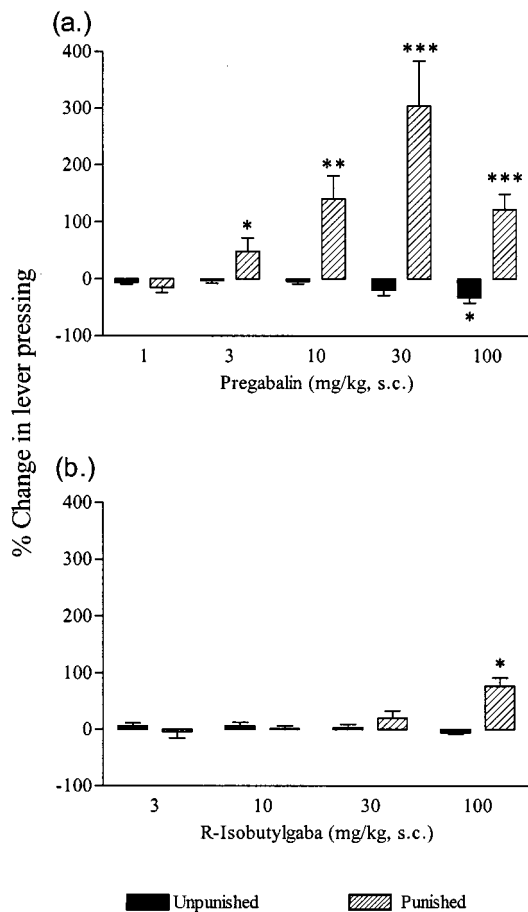 (a.)
400
300
200
100
0
-100
*
**
***
***
*
1 3 10 30 100
Pregabalin (mg/kg, s.c.)
% Change in lever pressing
(b.)
400
300
200
100
0
-100
*
3 10 30 100
R-Isobutylgaba (mg/kg, s.c.)
Unpunished Punished